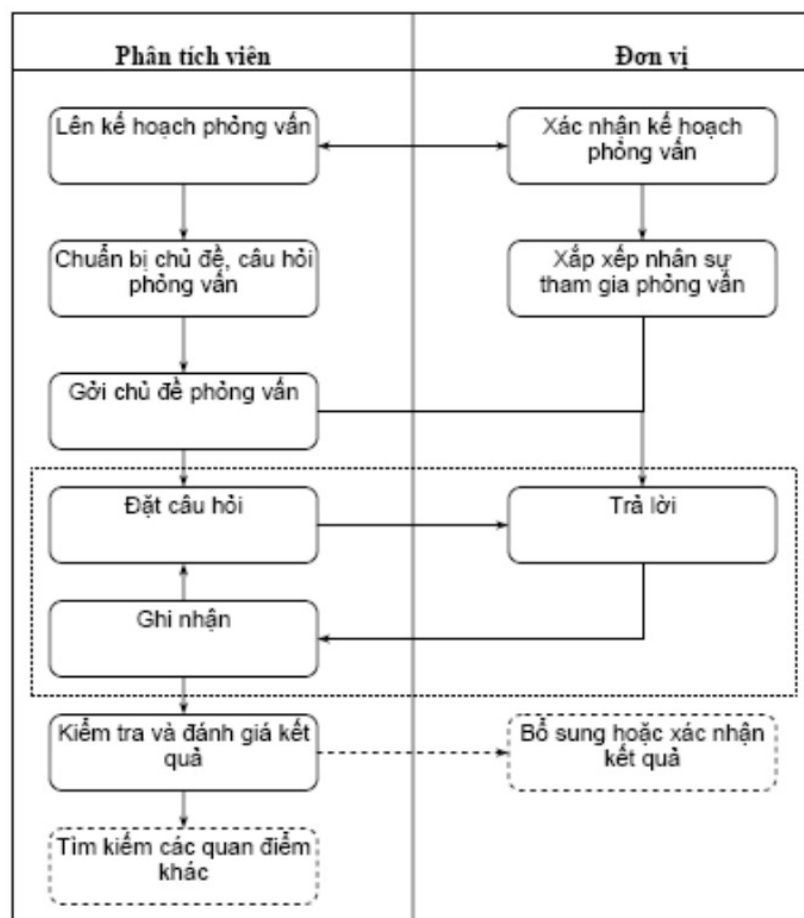 Phân tích viên
Đơn vị
Lên kế hoạch phỏng vấn
Xác nhận kế hoạch
phỏng vấn
Chuẩn bị chủ đề, câu hỏi
phỏng vấn
Xắp xếp nhân sự
tham gia phỏng vấn
Gởi chủ đề phỏng vấn
Đặt câu hỏi
Trả lời
Ghi nhận
Kiểm tra và đánh giá kết
quả
Bổ sung hoặc xác nhận
kết quả
Tìm kiếm các quan điểm
khác